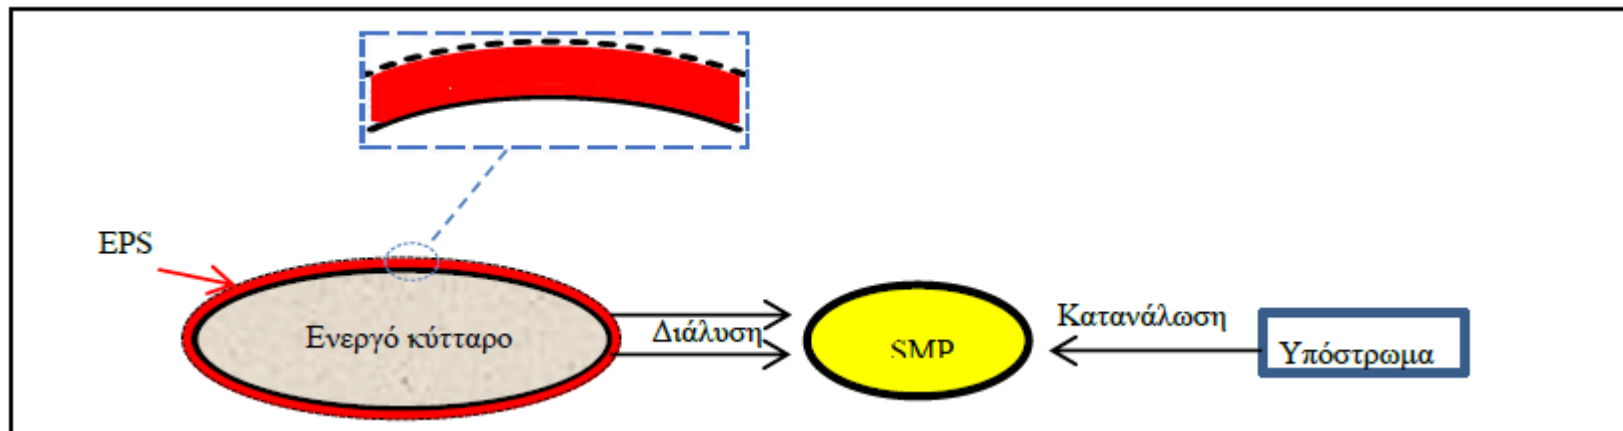 EPS
Ενεργό κύτταρο
Διάλυση
SMP
Κατανάλωση
Υπόστρωμα